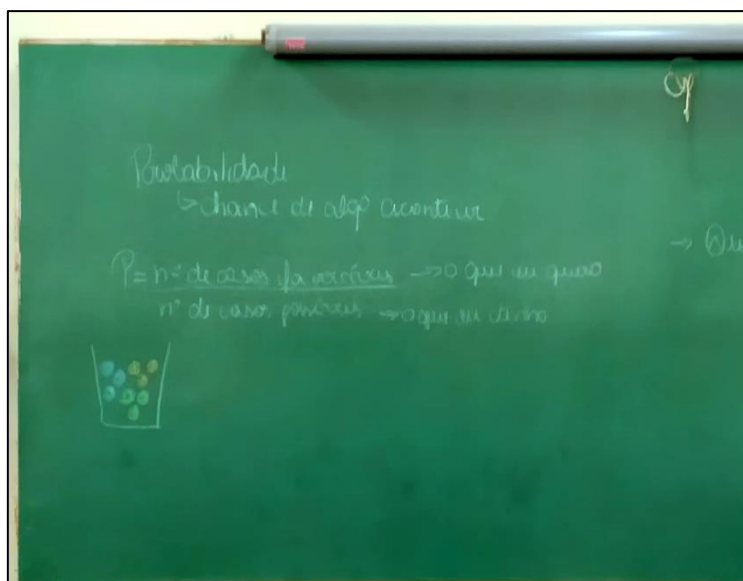 Probabilidade
↳ chance de algo acontecer
P = nº de casos favoráveis → o que eu quero
nº de casos possíveis → o que eu tenho
→ Qu